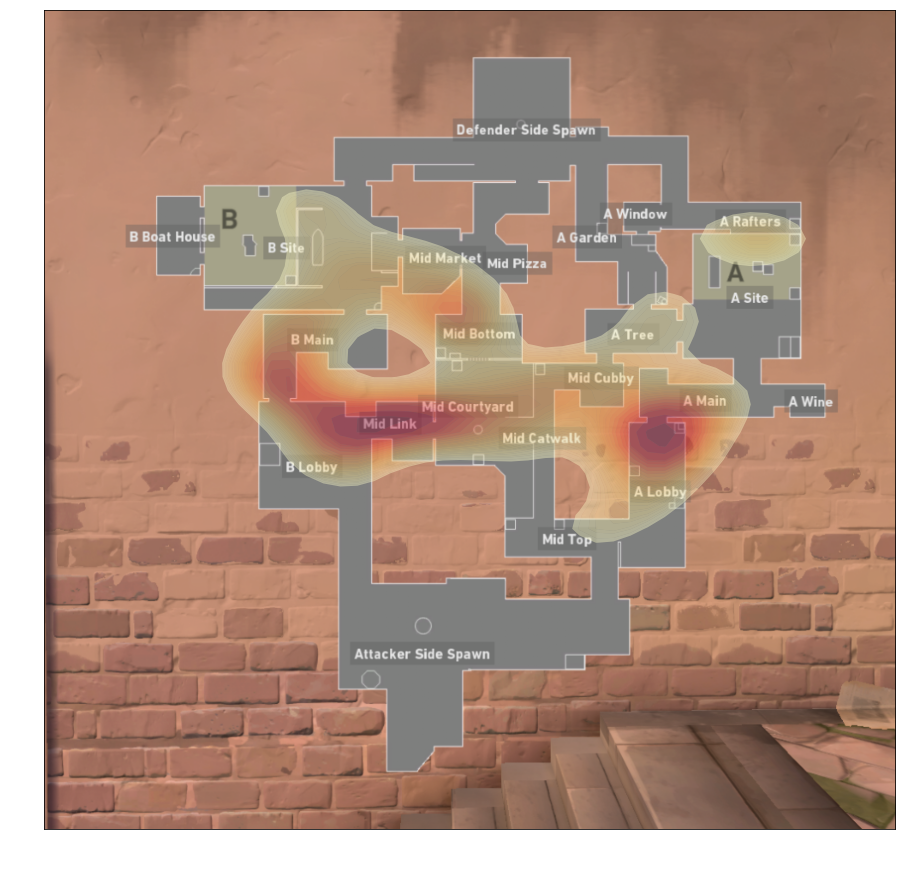 Defender Side Spawn
A Window
A Rafters
B
B Boat House
B Site
A Garden
Mid Market
Mid Pizza
A
A Site
B Main
Mid Bottom
A Tree
Mid Cubby
A Main
A Wine
Mid Courtyard
Mid Link
Mid Catwalk
B Lobby
A Lobby
Mid Top
Attacker Side Spawn